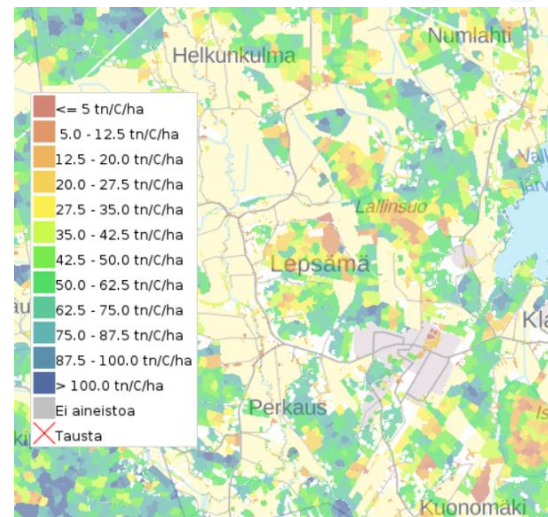 Helkunkulma
Numlahti
<= 5 tn/C/ha
5.0 - 12.5 tn/C/ha
12.5 - 20.0 tn/C/ha
20.0 - 27.5 tn/C/ha
27.5 - 35.0 tn/C/ha
35.0 - 42.5 tn/C/ha
42.5 - 50.0 tn/C/ha
50.0 - 62.5 tn/C/ha
62.5 - 75.0 tn/C/ha
75.0 - 87.5 tn/C/ha
87.5 - 100.0 tn/C/ha
> 100.0 tn/C/ha
Ei aineistoa
Tausta
Lallinsuo
Lepsämä
Kla
Perkaus
Kuonomäki